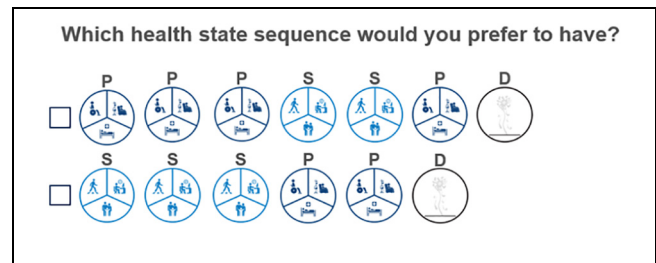 Which health state sequence would you prefer to have?
P P P S S P D
S S S P P D